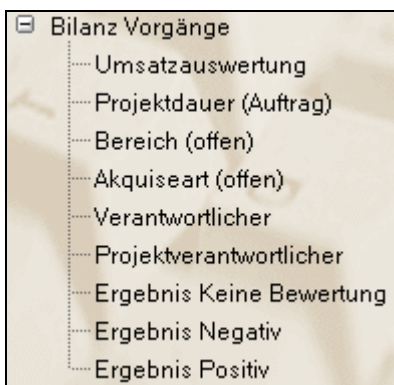 Bilanz Vorgänge
Umsatzauswertung
Projektdauer (Auftrag)
Bereich (offen)
Akquiseart (offen)
Verantwortlicher
Projektverantwortlicher
Ergebnis Keine Bewertung
Ergebnis Negativ
Ergebnis Positiv